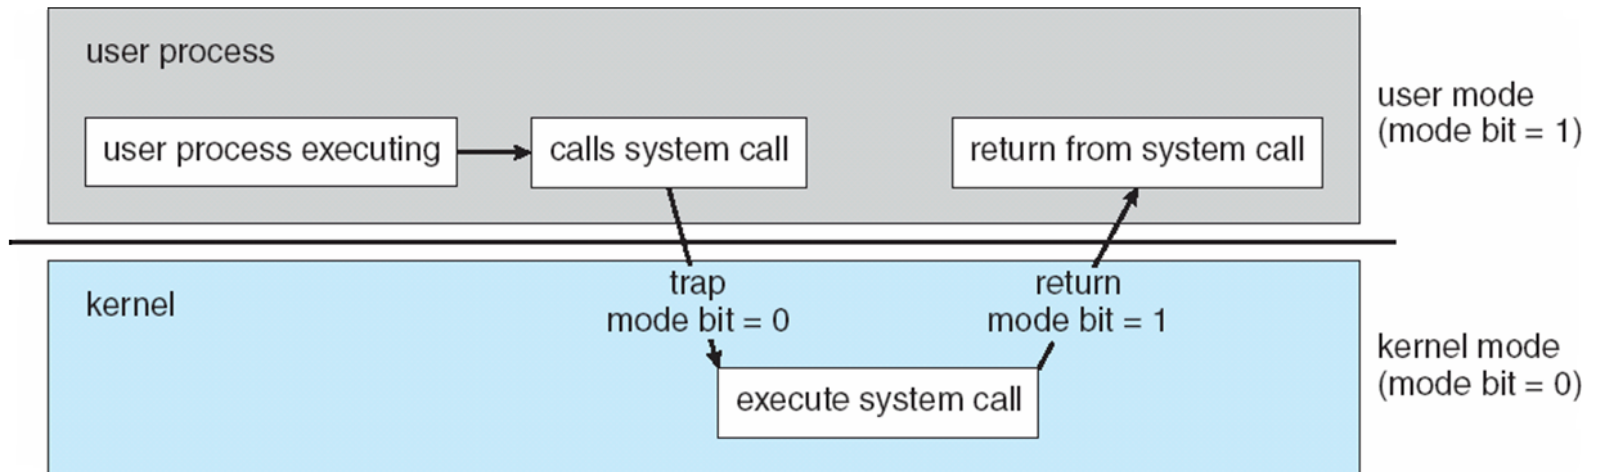 user process
user process executing
calls system call
return from system call
user mode
(mode bit = 1)
kernel
trap
mode bit = 0
return
mode bit = 1
execute system call
kernel mode
(mode bit = 0)